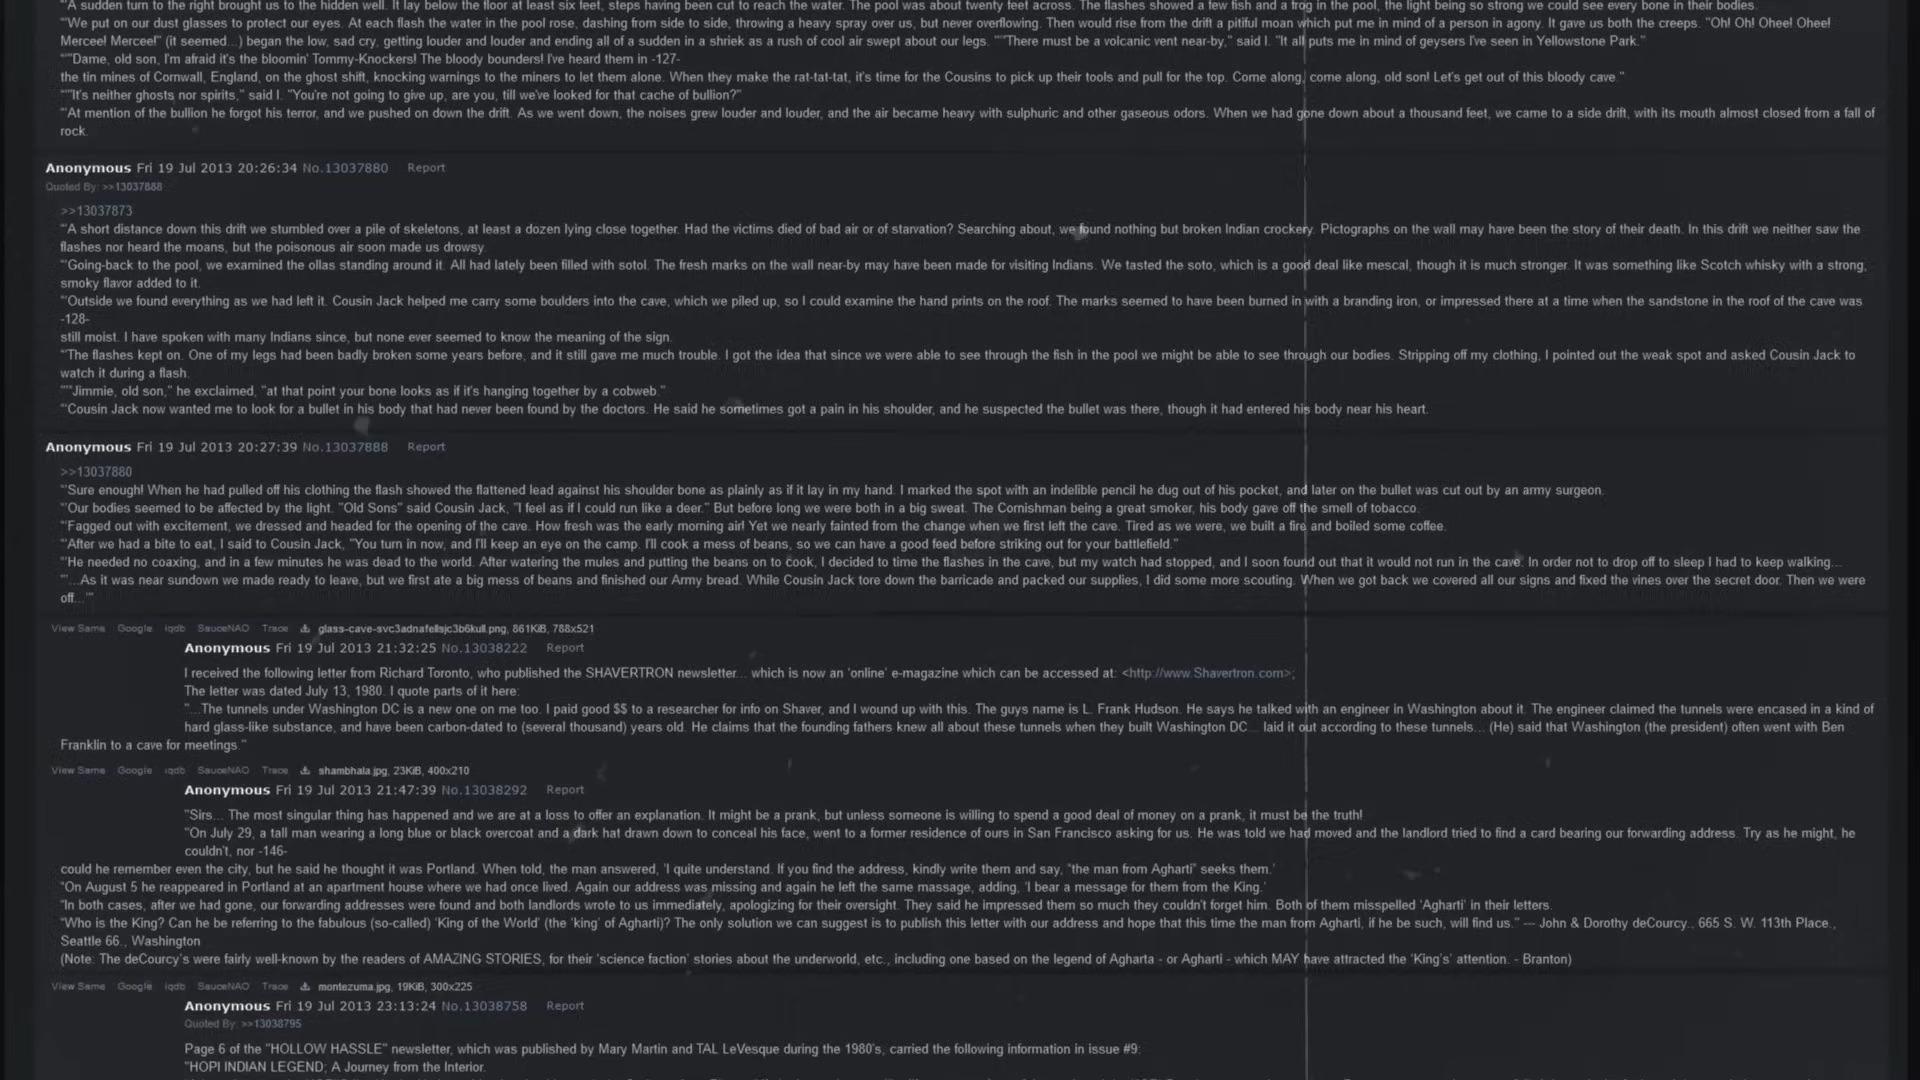 "A sudden turn to the right brought us to the hidden well. It lay below the floor at least six feet, steps having been cut to reach the water. The pool was about twenty feet across. The flashes showed a few fish and a frog in the pool, the light being so strong we could see every bone in their bodies.
"'We put on our dust glasses to protect our eyes. At each flash the water in the pool rose, dashing from side to side, throwing a heavy spray over us, but never overflowing. Then would rise from the drift a pitiful moan which put me in mind of a person in agony. It gave us both the creeps. "Oh! Oh! Ohee! Ohee!
Mercee! Mercee!" (it seemed...) began the low, sad cry, getting louder and louder and ending all of a sudden in a shriek as a rush of cool air swept about our legs. "'"There must be a volcanic vent near-by," said I. "It all puts me in mind of geysers I've seen in Yellowstone Park."
"'"Dame, old son, I'm afraid it's the bloomin' Tommy-Knockers! The bloody bounders! I've heard them in -127-
the tin mines of Cornwall, England, on the ghost shift, knocking warnings to the miners to let them alone. When they make the rat-tat-tat, it's time for the Cousins to pick up their tools and pull for the top. Come along, come along, old son! Let's get out of this bloody cave."
"'"It's neither ghosts nor spirits," said I. "You're not going to give up, are you, till we've looked for that cache of bullion?"
"'At mention of the bullion he forgot his terror, and we pushed on down the drift. As we went down, the noises grew louder and louder, and the air became heavy with sulphuric and other gaseous odors. When we had gone down about a thousand feet, we came to a side drift, with its mouth almost closed from a fall of
rock.
Anonymous Fri 19 Jul 2013 20:26:34 No.13037880 Report
Quoted By: >>13037888
>>13037873
"'A short distance down this drift we stumbled over a pile of skeletons, at least a dozen lying close together. Had the victims died of bad air or of starvation? Searching about, we found nothing but broken Indian crockery. Pictographs on the wall may have been the story of their death. In this drift we neither saw the
flashes nor heard the moans, but the poisonous air soon made us drowsy.
"'Going-back to the pool, we examined the ollas standing around it. All had lately been filled with sotol. The fresh marks on the wall near-by may have been made for visiting Indians. We tasted the soto, which is a good deal like mescal, though it is much stronger. It was something like Scotch whisky with a strong,
smoky flavor added to it.
"'Outside we found everything as we had left it. Cousin Jack helped me carry some boulders into the cave, which we piled up, so I could examine the hand prints on the roof. The marks seemed to have been burned in with a branding iron, or impressed there at a time when the sandstone in the roof of the cave was
-128-
still moist. I have spoken with many Indians since, but none ever seemed to know the meaning of the sign.
"'The flashes kept on. One of my legs had been badly broken some years before, and it still gave me much trouble. I got the idea that since we were able to see through the fish in the pool we might be able to see through our bodies. Stripping off my clothing, I pointed out the weak spot and asked Cousin Jack to
watch it during a flash.
"'"Jimmie, old son," he exclaimed, "at that point your bone looks as if it's hanging together by a cobweb."
"'Cousin Jack now wanted me to look for a bullet in his body that had never been found by the doctors. He said he sometimes got a pain in his shoulder, and he suspected the bullet was there, though it had entered his body near his heart.
Anonymous Fri 19 Jul 2013 20:27:39 No.13037888 Report
>>13037880
"'Sure enough! When he had pulled off his clothing the flash showed the flattened lead against his shoulder bone as plainly as if it lay in my hand. I marked the spot with an indelible pencil he dug out of his pocket, and later on the bullet was cut out by an army surgeon.
"'Our bodies seemed to be affected by the light. "Old Sons" said Cousin Jack, "I feel as if I could run like a deer." But before long we were both in a big sweat. The Cornishman being a great smoker, his body gave off the smell of tobacco.
"'Fagged out with excitement, we dressed and headed for the opening of the cave. How fresh was the early morning air! Yet we nearly fainted from the change when we first left the cave. Tired as we were, we built a fire and boiled some coffee.
"'After we had a bite to eat, I said to Cousin Jack, "You turn in now, and I'll keep an eye on the camp. I'll cook a mess of beans, so we can have a good feed before striking out for your battlefield."
"'He needed no coaxing, and in a few minutes he was dead to the world. After watering the mules and putting the beans on to cook, I decided to time the flashes in the cave, but my watch had stopped, and I soon found out that it would not run in the cave. In order not to drop off to sleep I had to keep walking...
"'...As it was near sundown we made ready to leave, but we first ate a big mess of beans and finished our Army bread. While Cousin Jack tore down the barricade and packed our supplies, I did some more scouting. When we got back we covered all our signs and fixed the vines over the secret door. Then we were
off...'"
View Same Google iqdb SauceNAO Trace glass-cave-svc3adnafellsjc3b6kull.png, 861KiB, 788x521
Anonymous Fri 19 Jul 2013 21:32:25 No.13038222 Report
I received the following letter from Richard Toronto, who published the SHAVERTRON newsletter... which is now an 'online' e-magazine which can be accessed at: <http://www.Shavertron.com>;
The letter was dated July 13, 1980. I quote parts of it here:
"...The tunnels under Washington DC is a new one on me too. I paid good $$ to a researcher for info on Shaver, and I wound up with this. The guys name is L. Frank Hudson. He says he talked with an engineer in Washington about it. The engineer claimed the tunnels were encased in a kind of
hard glass-like substance, and have been carbon-dated to (several thousand) years old. He claims that the founding fathers knew all about these tunnels when they built Washington DC... laid it out according to these tunnels... (He) said that Washington (the president) often went with Ben
Franklin to a cave for meetings."
View Same Google iqdb SauceNAO Trace shambhala.jpg, 23KiB, 400x210
Anonymous Fri 19 Jul 2013 21:47:39 No.13038292 Report
"Sirs... The most singular thing has happened and we are at a loss to offer an explanation. It might be a prank, but unless someone is willing to spend a good deal of money on a prank, it must be the truth!
"On July 29, a tall man wearing a long blue or black overcoat and a dark hat drawn down to conceal his face, went to a former residence of ours in San Francisco asking for us. He was told we had moved and the landlord tried to find a card bearing our forwarding address. Try as he might, he
couldn't, nor -146-
could he remember even the city, but he said he thought it was Portland. When told, the man answered, 'I quite understand. If you find the address, kindly write them and say, "the man from Agharti" seeks them.'
"On August 5 he reappeared in Portland at an apartment house where we had once lived. Again our address was missing and again he left the same massage, adding, 'I bear a message for them from the King.'
"In both cases, after we had gone, our forwarding addresses were found and both landlords wrote to us immediately, apologizing for their oversight. They said he impressed them so much they couldn't forget him. Both of them misspelled 'Agharti' in their letters.
"Who is the King? Can he be referring to the fabulous (so-called) 'King of the World' (the 'king' of Agharti)? The only solution we can suggest is to publish this letter with our address and hope that this time the man from Agharti, if he be such, will find us." --- John & Dorothy deCourcy., 665 S. W. 113th Place.,
Seattle 66., Washington
(Note: The deCourcy's were fairly well-known by the readers of AMAZING STORIES, for their 'science faction' stories about the underworld, etc., including one based on the legend of Agharta - or Agharti - which MAY have attracted the 'King's' attention. - Branton)
View Same Google iqdb SauceNAO Trace montezuma.jpg, 19KiB, 300x225
Anonymous Fri 19 Jul 2013 23:13:24 No.13038758 Report
Quoted By: >>13038795
Page 6 of the "HOLLOW HASSLE" newsletter, which was published by Mary Martin and TAL LeVesque during the 1980's, carried the following information in issue #9:
"HOPI INDIAN LEGEND; A Journey from the Interior.